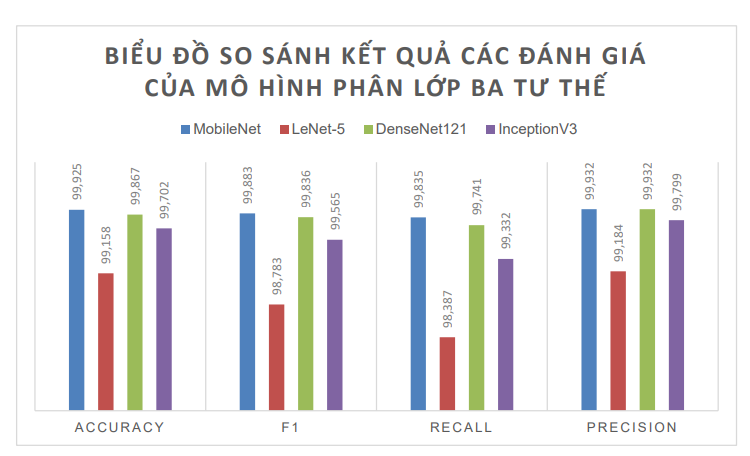 BIỂU ĐỒ SO SÁNH KẾT QUẢ CÁC ĐÁNH GIÁ
CỦA MÔ HÌNH PHÂN LỚP BA TƯ THẾ
MobileNet LeNet-5 DenseNet121 InceptionV3
99,925 99,158 99,867 99,702
99,883 98,783 99,836 99,565
99,835 98,387 99,741 99,332
99,932 99,184 99,932 99,799
ACCURACY F1 RECALL PRECISION